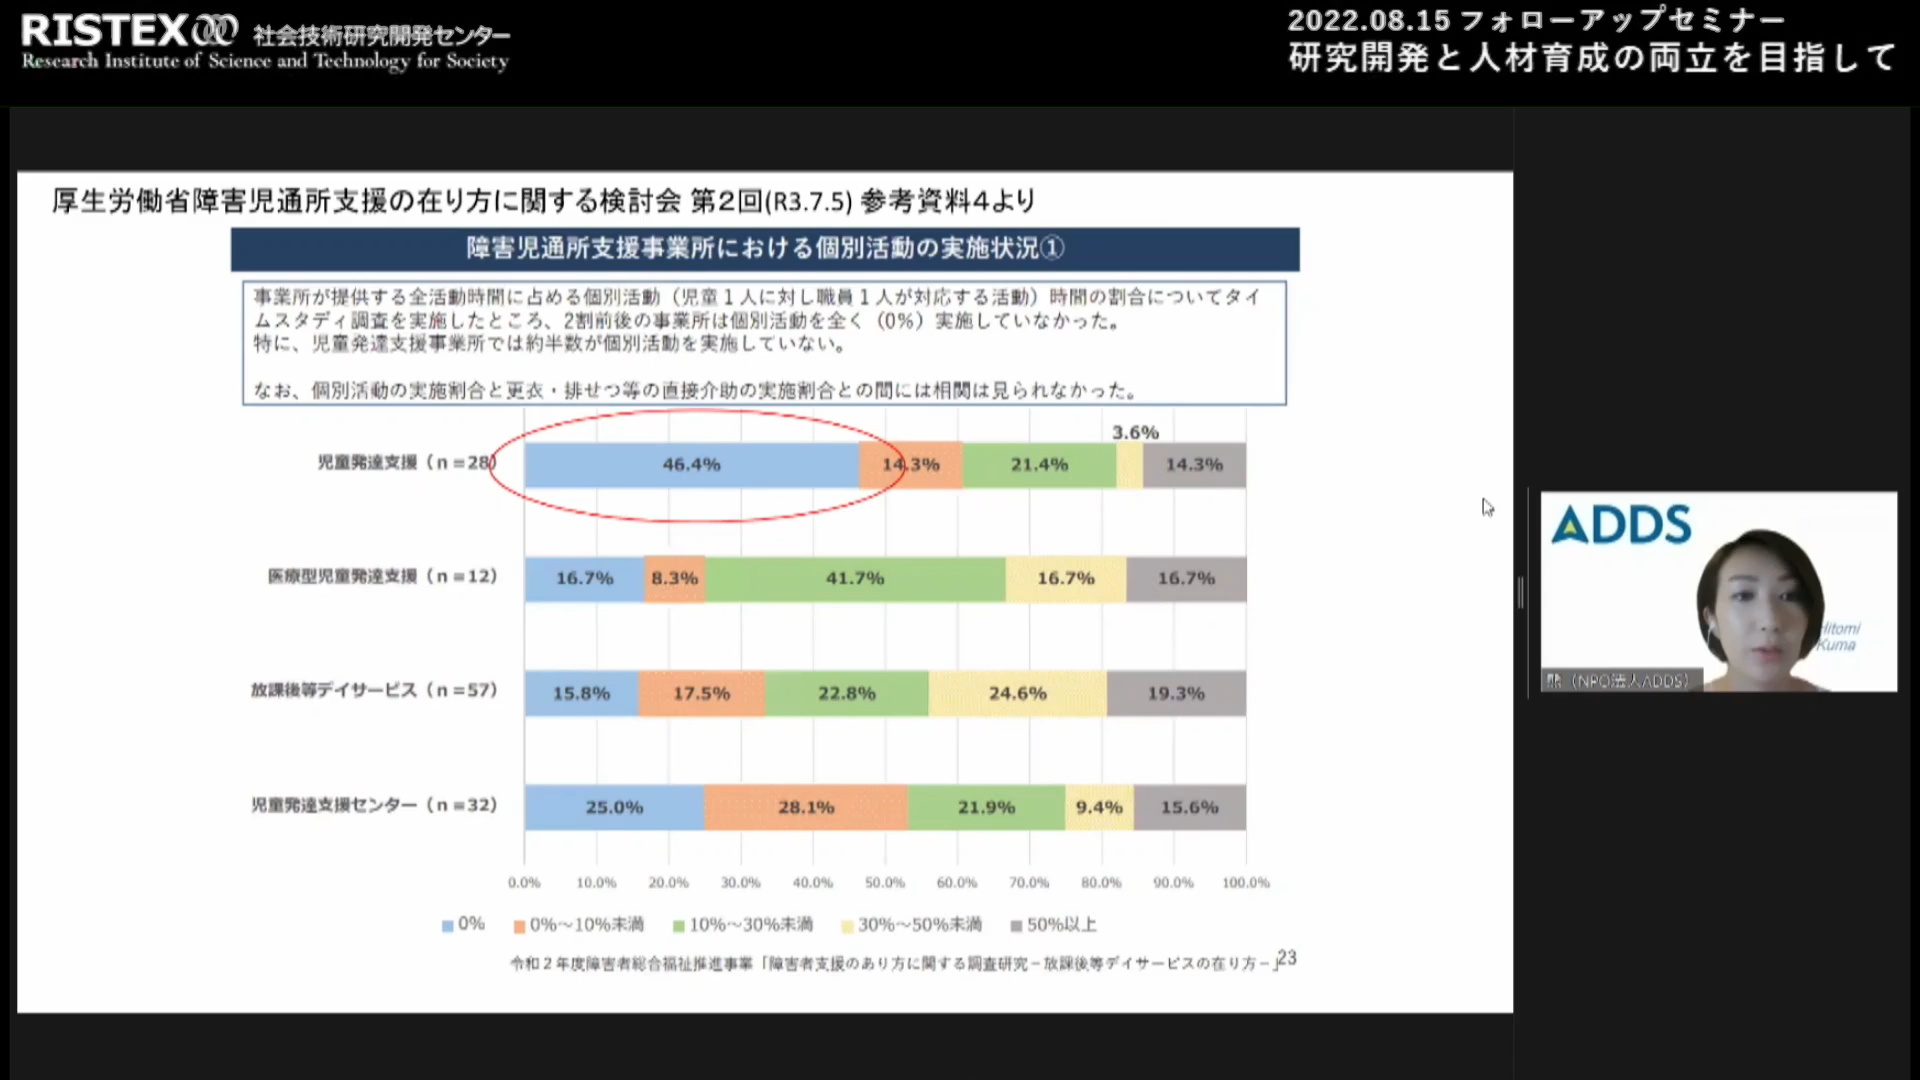 RISTEX 社会技術研究開発センター
Research Institute of Science and Technology for Society
2022.08.15 フォローアップセミナー
研究開発と人材育成の両立を目指して
厚生労働省障害児通所支援の在り方に関する検討会 第2回(R3.7.5) 参考資料4より
障害児通所支援事業所における個別活動の実施状況①
事業所が提供する全活動時間に占める個別活動（児童1人に対し職員1人が対応する活動）時間の割合についてタイ
ムスタディ調査を実施したところ、2割前後の事業所は個別活動を全く（0%）実施していなかった。
特に、児童発達支援事業所では約半数が個別活動を実施していない。
なお、個別活動の実施割合と更衣・排せつ等の直接介助の実施割合との間には相関は見られなかった。
3.6%
児童発達支援（n=28） 46.4% 14.3% 21.4% 14.3%
医療型児童発達支援（n=12） 16.7% 8.3% 41.7% 16.7% 16.7%
放課後等デイサービス（n=57） 15.8% 17.5% 22.8% 24.6% 19.3%
児童発達支援センター（n=32） 25.0% 28.1% 21.9% 9.4% 15.6%
0.0% 10.0% 20.0% 30.0% 40.0% 50.0% 60.0% 70.0% 80.0% 90.0% 100.0%
0% 0%～10%未満 10%～30%未満 30%～50%未満 50%以上
令和2年度障害者総合福祉推進事業「障害者支援のあり方に関する調査研究－放課後等デイサービスの在り方－」
23
ADDS
Hitomi
Kuma
熊（NPO法人ADDS）